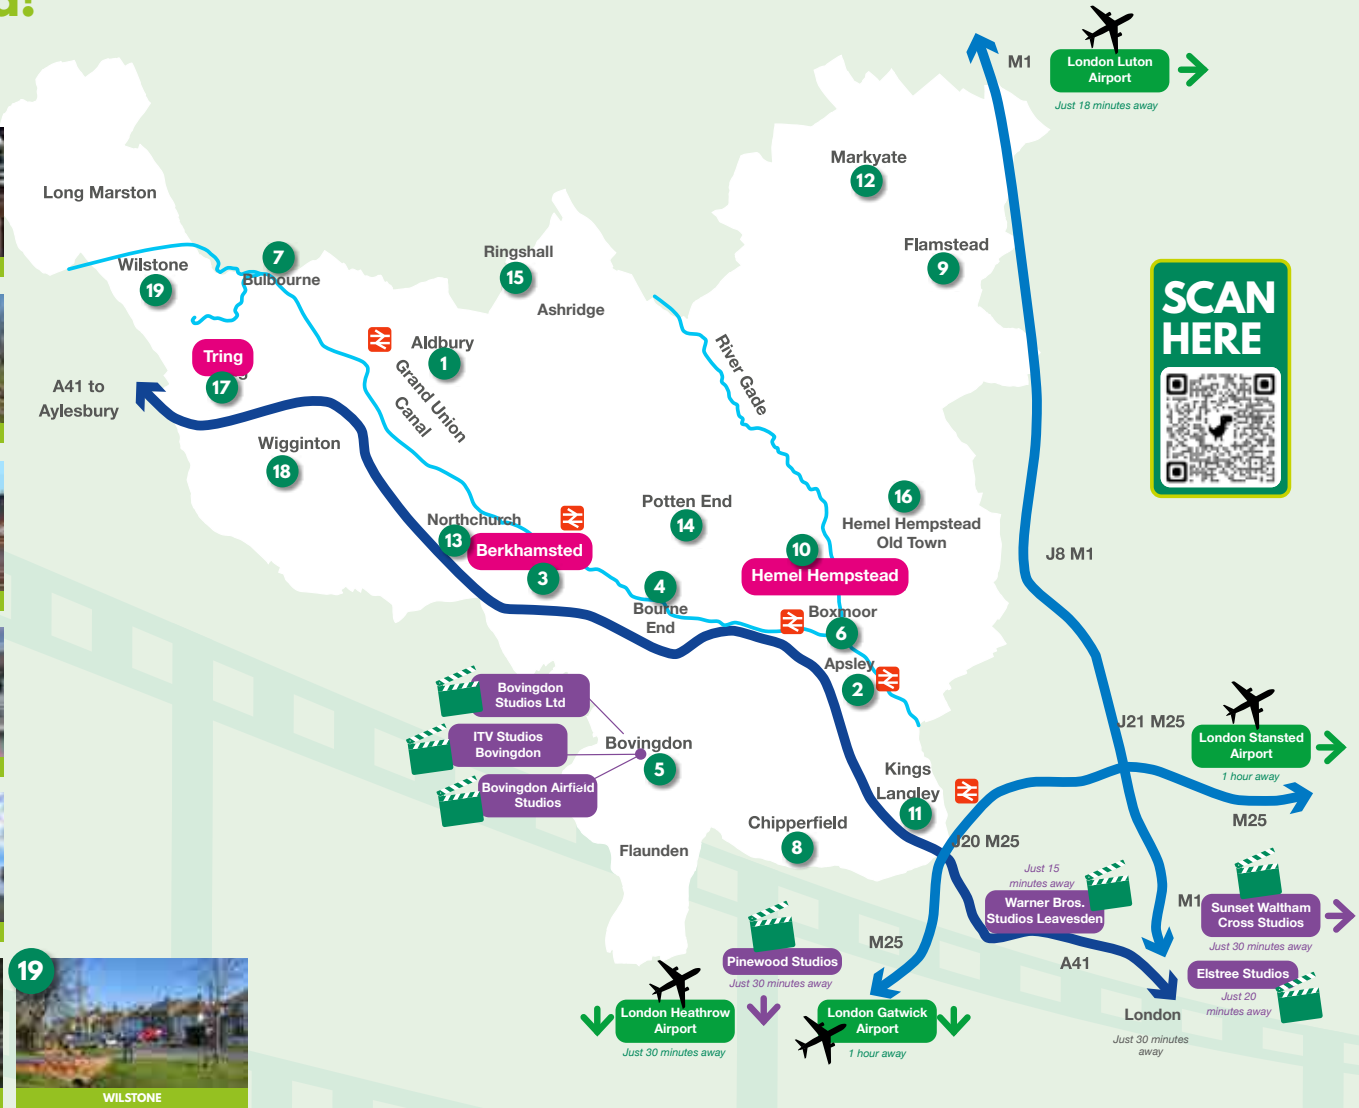 M1
London Luton
Airport
Just 18 minutes away
Markyate
12
Long Marston
Flamstead
9
7
Bulbourne
Ringshall
15
Wilstone
19
Ashridge
SCAN
HERE
Aldbury
1
Tring
17
River Gade
Grand Union
Canal
A41 to
Aylesbury
Wigginton
18
16
Hemel Hempstead
Old Town
Potten End
14
Northchurch
13
Berkhamsted
3
10
Hemel Hempstead
J8 M1
4
Bourne
End
Boxmoor
6
Apsley
2
Bovingdon
Studios Ltd
ITV Studios
Bovingdon
Bovingdon Airfield
Studios
Bovingdon
5
J21 M25
London Stansted
Airport
1 hour away
Kings
Langley
11
M25
Chipperfield
8
J20 M25
Flaunden
Just 15
minutes away
Warner Bros.
Studios Leavesden
M1
Sunset Waltham
Cross Studios
Just 30 minutes away
M25
Pinewood Studios
Just 30 minutes away
A41
Elstree Studios
Just 20
minutes away
London Heathrow
Airport
Just 30 minutes away
London Gatwick
Airport
1 hour away
London
Just 30 minutes
away
19
WILSTONE